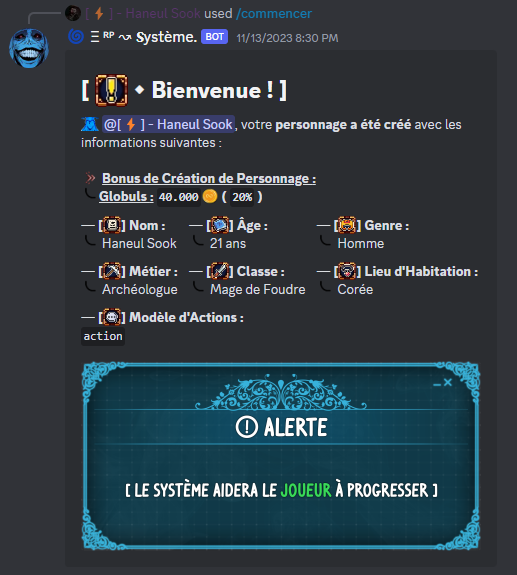 [ ⚡ ] - Haneul Sook used /commencer
Ξ ᴿᴾ ↝ Système. BOT 11/13/2023 8:30 PM
[ ! ◆ Bienvenue ! ]
@[ ⚡ ] - Haneul Sook, votre personnage a été créé avec les
informations suivantes :
Bonus de Création de Personnage :
Globuls : 40.000 ( 20% )
— [ ] Nom : — [ ] Âge : — [ ] Genre :
Haneul Sook 21 ans Homme
— [ ] Métier : — [ ] Classe : — [ ] Lieu d'Habitation :
Archéologue Mage de Foudre Corée
— [ ] Modèle d'Actions :
action
! ALERTE
[ LE SYSTÈME AIDERA LE JOUEUR À PROGRESSER ]